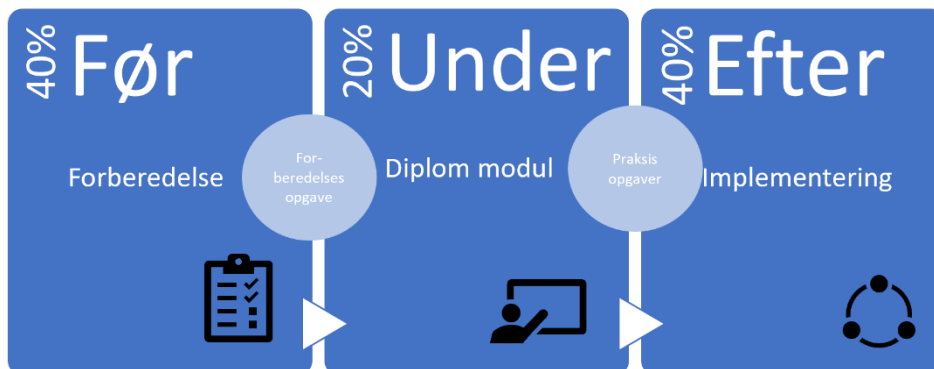 40%
Før
Forberedelse
For-
beredelses
opgave
20%
Under
Diplom modul
Praksis
opgaver
40%
Efter
Implementering